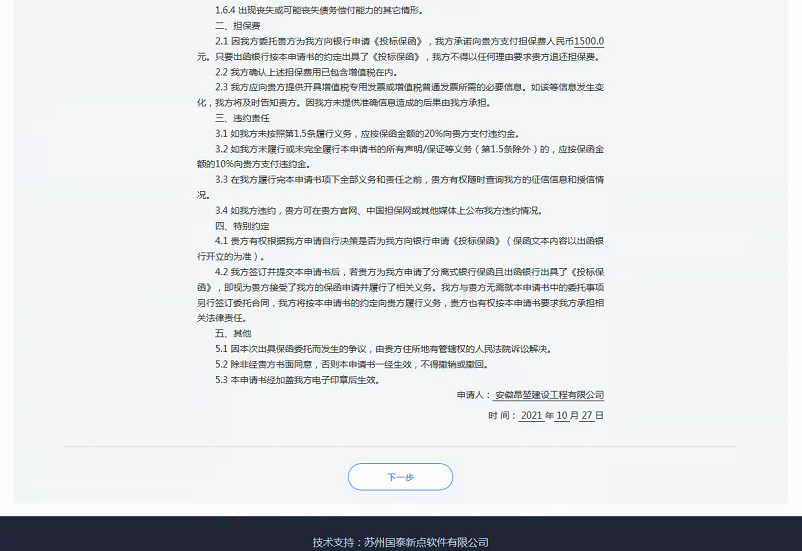 1.6.4 出现丧失或可能丧失债务偿付能力的其它情形。
二、担保费
2.1 因我方委托贵方为我方向银行申请《投标保函》，我方承诺向贵方支付担保费人民币1500.0
元。只要出函银行按本申请书的约定出具了《投标保函》，我方不得以任何理由要求贵方退还担保费。
2.2 我方确认上述担保费用已包含增值税在内。
2.3 我方应向贵方提供开具增值税专用发票或增值税普通发票所需的必要信息。如该等信息发生变
化，我方将及时告知贵方。因我方未提供准确信息造成的后果由我方承担。
三、违约责任
3.1 如我方未按照第1.5条履行义务，应按保函金额的20%向贵方支付违约金。
3.2 如我方未履行或未完全履行本申请书的所有声明/保证等义务（第1.5条除外）的，应按保函金
额的10%向贵方支付违约金。
3.3 在我方履行完本申请书项下全部义务和责任之前，贵方有权随时查询我方的征信信息和授信情
况。
3.4 如我方违约，贵方可在贵方官网、中国担保网或其他媒体上公布我方违约情况。
四、特别约定
4.1 贵方有权根据我方申请自行决策是否为我方向银行申请《投标保函》（保函文本内容以出函银
行开立的为准）。
4.2 我方签订并提交本申请书后，若贵方为我方申请了分离式银行保函且出函银行出具了《投标保
函》，即视为贵方接受了我方的保函申请并履行了相关义务。我方与贵方无需就本申请书中的委托事项
另行签订委托合同，我方将按本申请书的约定向贵方履行义务，贵方也有权按本申请书要求我方承担相
关法律责任。
五、其他
5.1 因本次出具保函委托而发生的争议，由贵方住所地有管辖权的人民法院诉讼解决。
5.2 除非经贵方书面同意，否则本申请书一经生效，不得撤销或撤回。
5.3 本申请书经加盖我方电子印章后生效。
申请人： 安徽昂堃建设工程有限公司
时 间： 2021 年 10 月 27 日
下一步
技术支持：苏州国泰新点软件有限公司